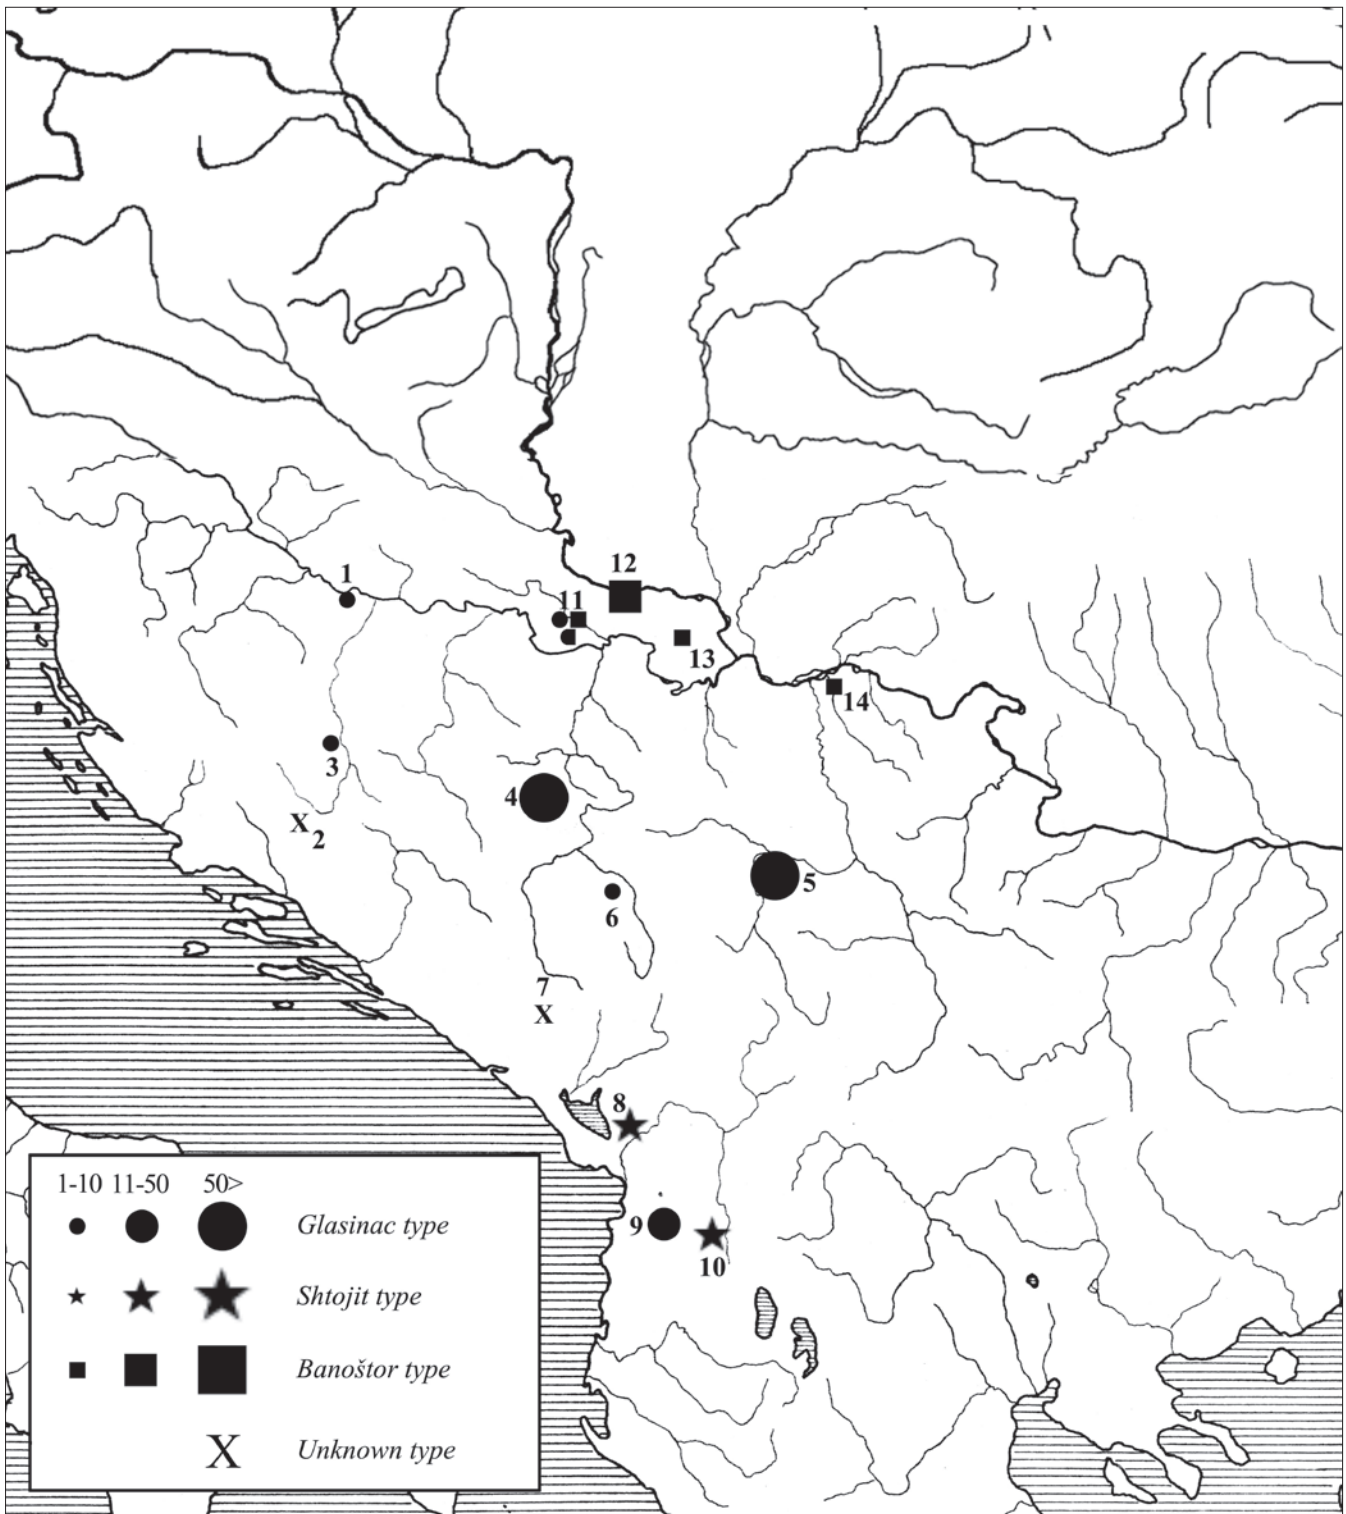 12
1
11
13
14
3
4
X 2
5
6
7
X
8
9
10
1-10 11-50 50>
Glasinac type
Shtojit type
Banoštor type
X Unknown type